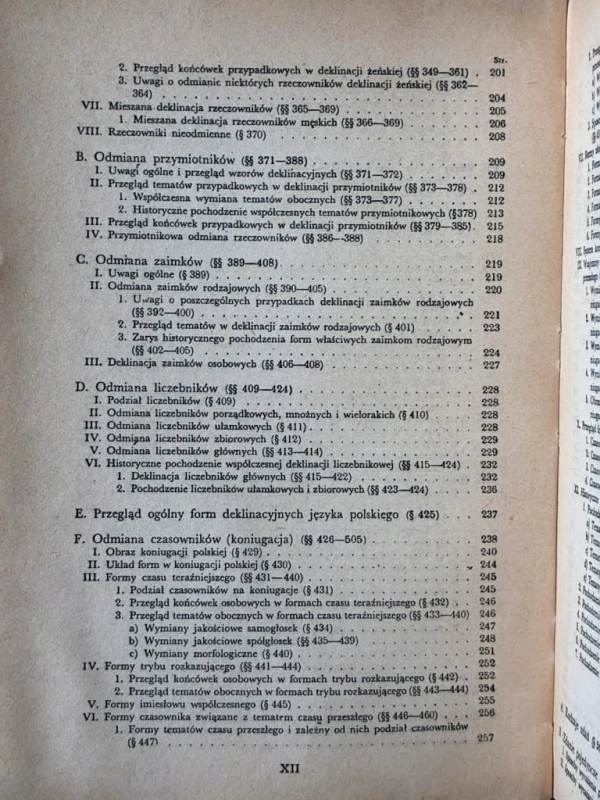 Str.
2. Przegląd końcówek przypadkowych w deklinacji żeńskiej (§§ 349—361) . 201
3. Uwagi o odmianie niektórych rzeczowników deklinacji żeńskiej (§§ 362—
364) . . . . . . . . . . . . . . . . . 204
VII. Mieszana deklinacja rzeczowników (§§ 365—369) . . . . . . . . 205
1. Mieszana deklinacja rzeczowników męskich (§§ 366—369) . . . . . 206
VIII. Rzeczowniki nieodmienne (§ 370) . . . . . . . . . . 208
B. Odmiana przymiotników (§§ 371—388) . . . . . . . . . . 209
I. Uwagi ogólne i przegląd wzorów deklinacyjnych (§§ 371—372) . . . . 209
II. Przegląd tematów przypadkowych w deklinacji przymiotników (§§ 373—378) . 212
1. Współczesna wymiana tematów obocznych (§§ 373—377) . . . . 212
2. Historyczne pochodzenie współczesnych tematów przymiotnikowych (§378) 213
III. Przegląd końcówek przypadkowych w deklinacji przymiotników (§§ 379—385) . 215
IV. Przymiotnikowa odmiana rzeczowników (§§ 386—388) . . . . . . 218
C. Odmiana zaimków (§§ 389—408) . . . . . . . . . . . 219
I. Uwagi ogólne (§ 389) . . . . . . . . . . . . . 219
II. Odmiana zaimków rodzajowych (§§ 390—405) . . . . . . . . 220
1. Uwagi o poszczególnych przypadkach deklinacji zaimków rodzajowych
(§§ 392—400) . . . . . . . . . . . . . . . 221
2. Przegląd tematów w deklinacji zaimków rodzajowych (§ 401) . . . . 223
3. Zarys historycznego pochodzenia form właściwych zaimkom rodzajowym
(§§ 402—405) . . . . . . . . . . . . . . . 224
III. Deklinacja zaimków osobowych (§§ 406—408) . . . . . . . . 227
D. Odmiana liczebników (§§ 409—424) . . . . . . . . . . 228
I. Podział liczebników (§ 409) . . . . . . . . . . . . 228
II. Odmiana liczebników porządkowych, mnożnych i wielorakich (§ 410) . . . 228
III. Odmiana liczebników ułamkowych (§ 411) . . . . . . . . . 228
IV. Odmiana liczebników zbiorowych (§ 412) . . . . . . . . . 229
V. Odmiana liczebników głównych (§§ 413—414) . . . . . . . . 229
VI. Historyczne pochodzenie współczesnej deklinacji liczebnikowej (§§ 415—424) . 232
1. Deklinacja liczebników głównych (§§ 415—422) . . . . . . . 232
2. Pochodzenie liczebników ułamkowych i zbiorowych (§§ 423—424) . . . 236
E. Przegląd ogólny form deklinacyjnych języka polskiego (§ 425) . . . 237
F. Odmiana czasowników (koniugacja) (§§ 426—505) . . . . . . . 238
I. Obraz koniugacji polskiej (§ 429) . . . . . . . . . . . 240
II. Układ form w koniugacji polskiej (§ 430) . . . . . . . . . 244
III. Formy czasu teraźniejszego (§§ 431—440) . . . . . . . . . 245
1. Podział czasowników na koniugacje (§ 431) . . . . . . . . 245
2. Przegląd końcówek osobowych w formach czasu teraźniejszego (§ 432) . . 246
3. Przegląd tematów obocznych w formach czasu teraźniejszego (§§ 433—440) 246
a) Wymiany jakościowe samogłosek (§ 434) . . . . . . . . 247
b) Wymiany jakościowe spółgłosek (§§ 435—439) . . . . . . . 248
c) Wymiany morfologiczne (§ 440) . . . . . . . . . . 251
IV. Formy trybu rozkazującego (§§ 441—444) . . . . . . . . . 252
1. Przegląd końcówek osobowych w formach trybu rozkazującego (§ 442) . . 252
2. Przegląd tematów obocznych w formach trybu rozkazującego (§§ 443—444) 254
V. Formy imiesłowu współczesnego (§ 445) . . . . . . . . . . 255
VI. Formy czasownika związane z tematem czasu przeszłego (§§ 446—460) . . . 256
1. Formy tematów czasu przeszłego i zależny od nich podział czasowników
(§ 447) . . . . . . . . . . . . . . . . . 257
XII